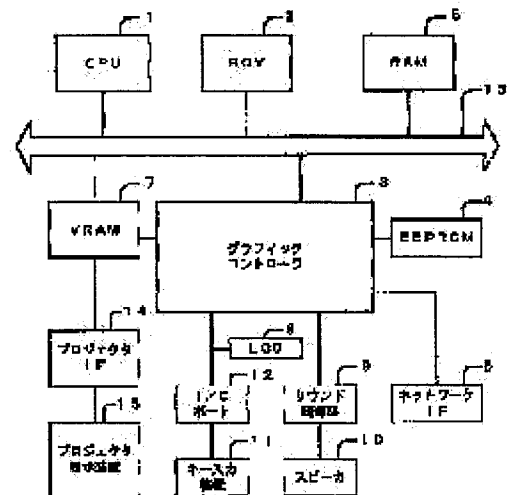 1
CPU
2
ROM
6
RAM
13
7
VRAM
3
グラフィック
コントローラ
4
EEPROM
14
プロジェクタ
IF
LCD
12
I/O
ポート
9
サウンド
ネットワーク
IF
15
プロジェクタ
11
キー入力
装置
10
スピーカ